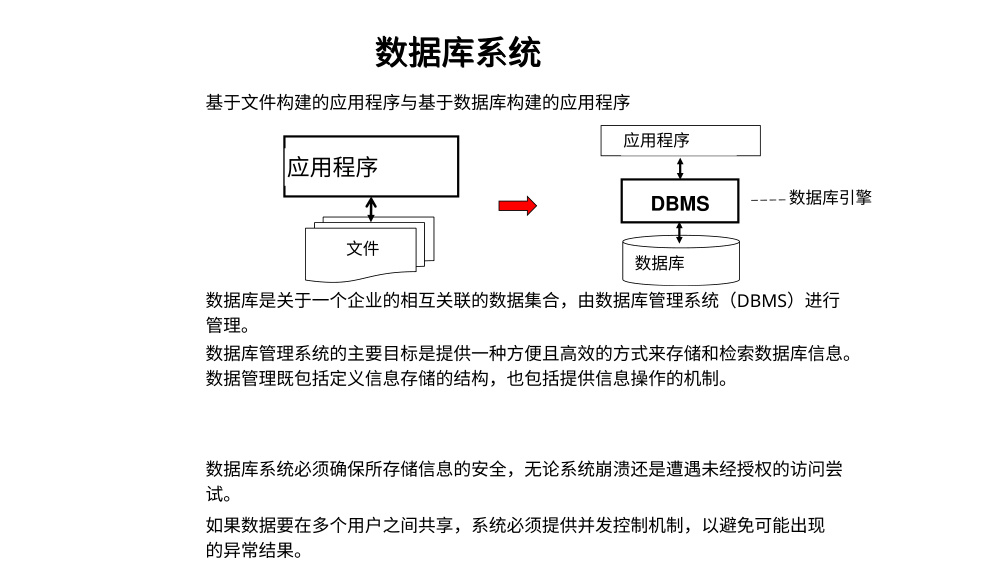 数据库系统
基于文件构建的应用程序与基于数据库构建的应用程序
应用程序
文件
应用程序
DBMS
数据库引擎
数据库
数据库是关于一个企业的相互关联的数据集合，由数据库管理系统（DBMS）进行
管理。
数据库管理系统的主要目标是提供一种方便且高效的方式来存储和检索数据库信息。
数据管理既包括定义信息存储的结构，也包括提供信息操作的机制。
数据库系统必须确保所存储信息的安全，无论系统崩溃还是遭遇未经授权的访问尝
试。
如果数据要在多个用户之间共享，系统必须提供并发控制机制，以避免可能出现
的异常结果。